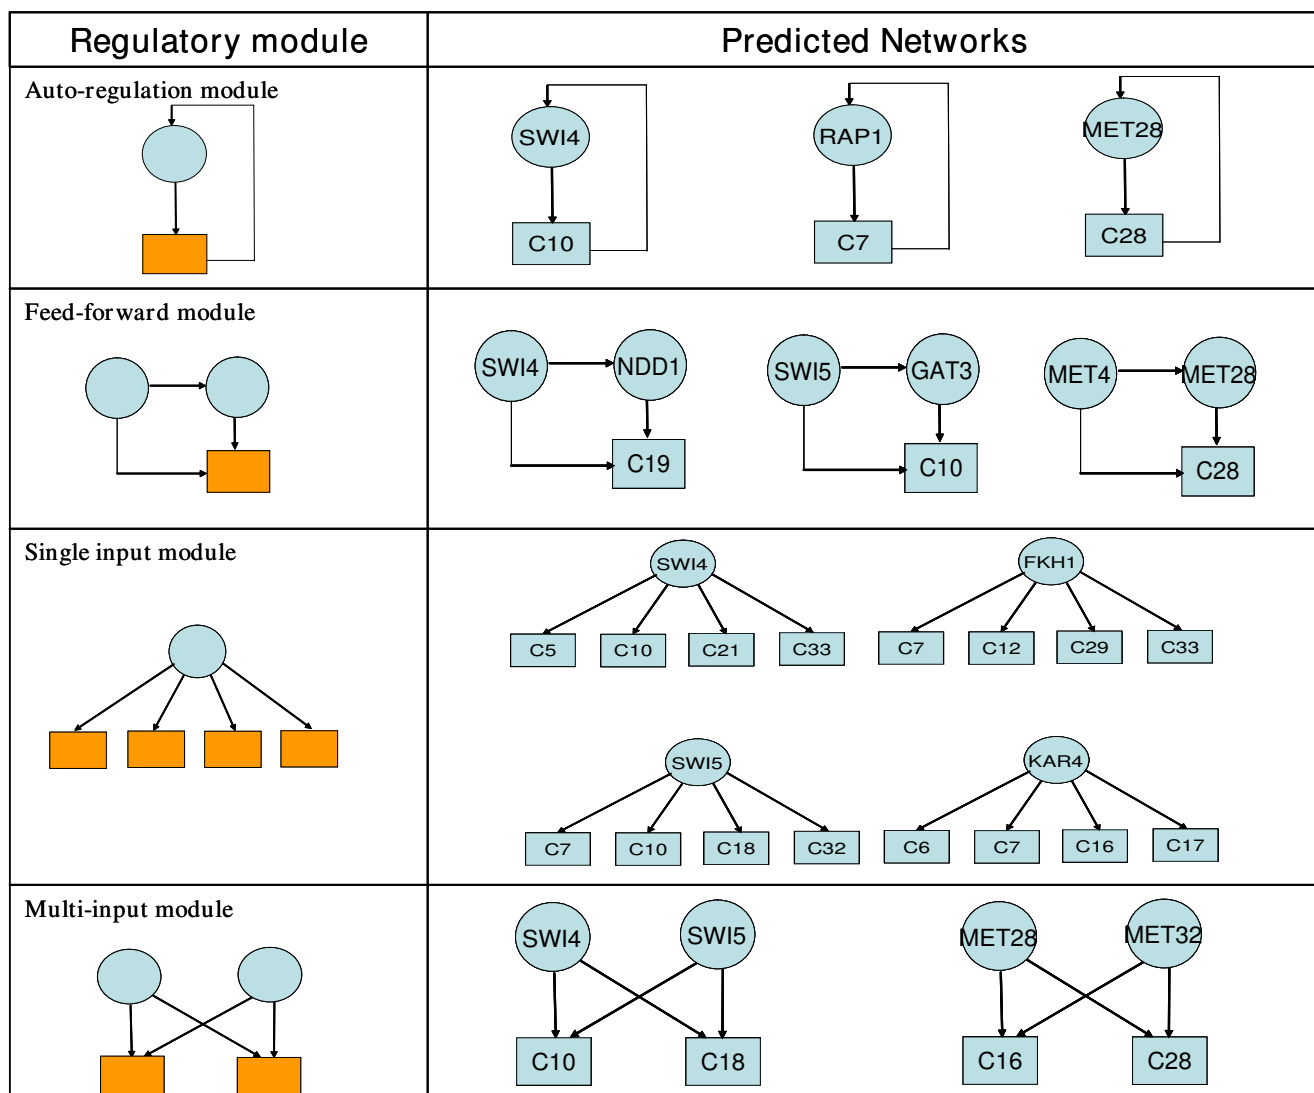 Regulatory module
Predicted Networks
Auto-regulation module
SWI4
RAP1
MET28
C10
C7
C28
Feed-forward module
SWI4
NDD1
SWI5
GAT3
MET4
MET28
C19
C10
C28
Single input module
SWI4
FKH1
C5
C10
C21
C33
C7
C12
C29
C33
SWI5
KAR4
C7
C10
C18
C32
C6
C7
C16
C17
Multi-input module
SWI4
SWI5
MET28
MET32
C10
C18
C16
C28